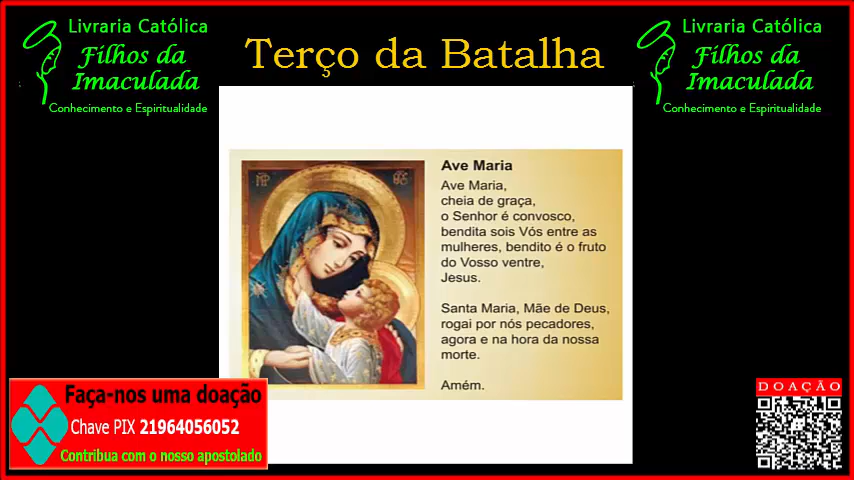 Livraria Católica
Filhos da
Imaculada
Conhecimento e Espiritualidade
Terço da Batalha
Livraria Católica
Filhos da
Imaculada
Conhecimento e Espiritualidade
Ave Maria
Ave Maria,
cheia de graça,
o Senhor é convosco,
bendita sois Vós entre as
mulheres, bendito é o fruto
do Vosso ventre,
Jesus.
Santa Maria, Mãe de Deus,
rogai por nós pecadores,
agora e na hora da nossa
morte.
Amém.
Faça-nos uma doação
Chave PIX 21964056052
Contribua com o nosso apostolado
DOAÇÃO